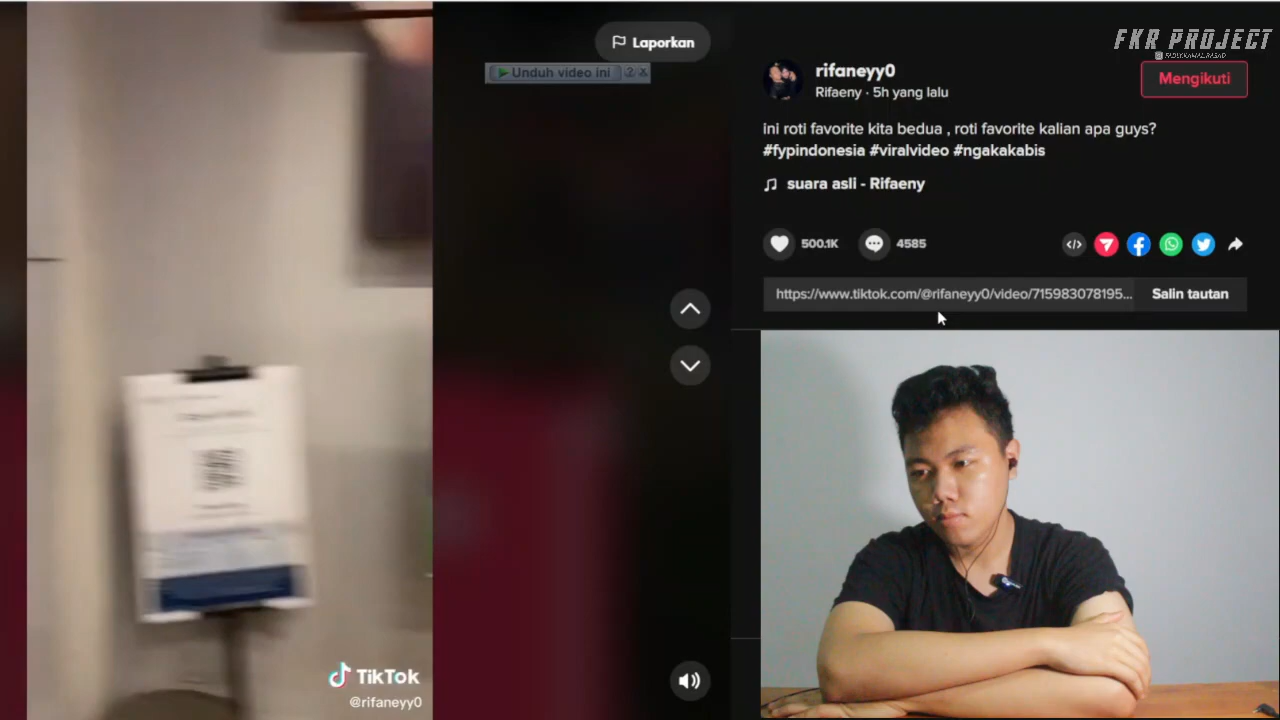 Laporkan
FKR PROJECT
Unduh video ini
?
X
rifaneyy0
Rifaeny · 5h yang lalu
Mengikuti
ini roti favorite kita bedua , roti favorite kalian apa guys?
#fypindonesia #viralvideo #ngakakabis
suara asli - Rifaeny
500.1K
4585
https://www.tiktok.com/@rifaneyy0/video/715983078195...
Salin tautan
TikTok
@rifaneyy0